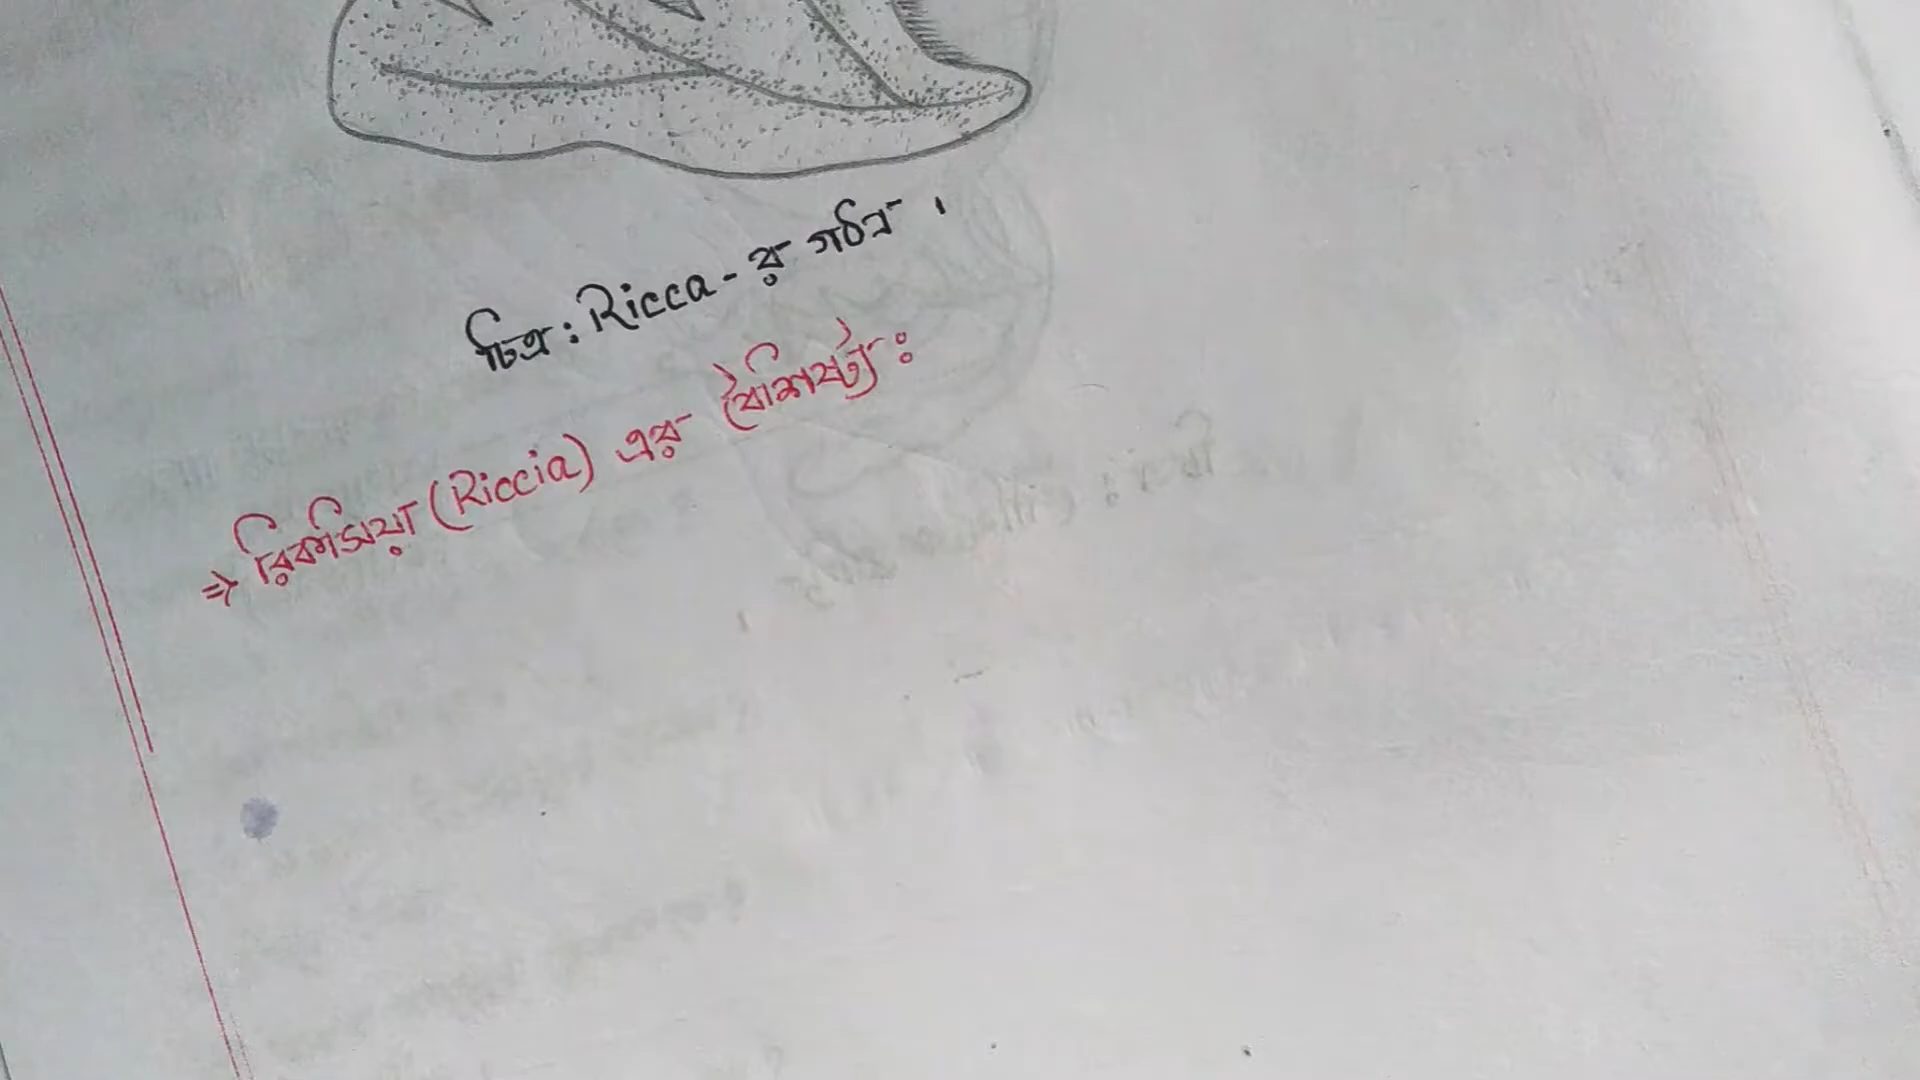 চিত্র: Ricca-র গঠন।
⇒ রিকসিয়া (Riccia) এর বৈশিষ্ট্য: